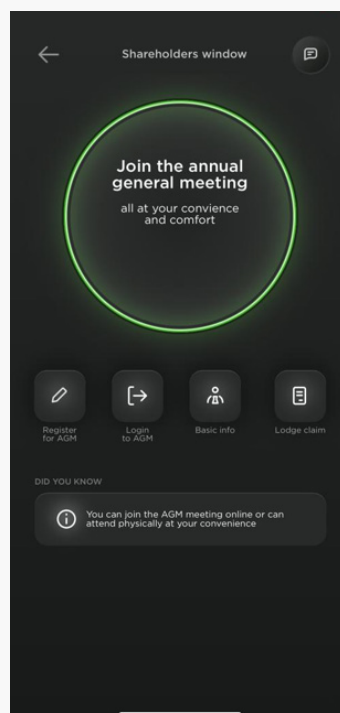 Shareholders window
Join the annual
general meeting
all at your convience
and comfort
Register
for AGM
Login
to AGM
Basic info
Lodge claim
DID YOU KNOW
You can join the AGM meeting online or can
attend physically at your convenience